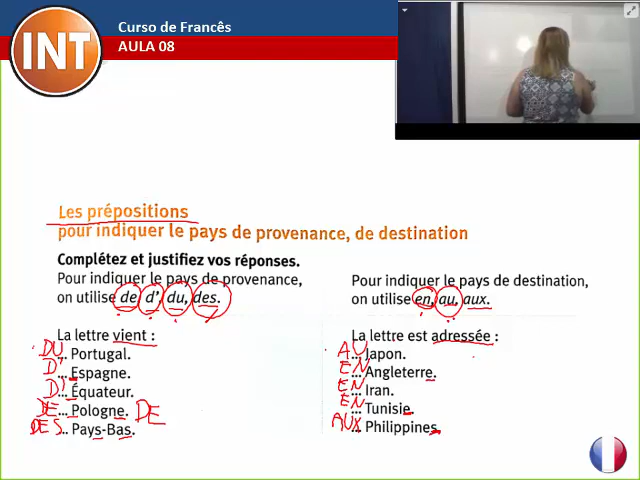 INT
Curso de Francês
AULA 08
Les prépositions
pour indiquer le pays de provenance, de destination
Complétez et justifiez vos réponses.
Pour indiquer le pays de provenance,
on utilise de, d', du, des.
La lettre vient :
DU ... Portugal.
D' ... Espagne.
D' ... Équateur.
DE ... Pologne. DE
DES ... Pays-Bas.
Pour indiquer le pays de destination,
on utilise en, au, aux.
La lettre est adressée :
AU ... Japon.
EN ... Angleterre.
EN ... Iran.
EN ... Tunisie.
AUX ... Philippines.